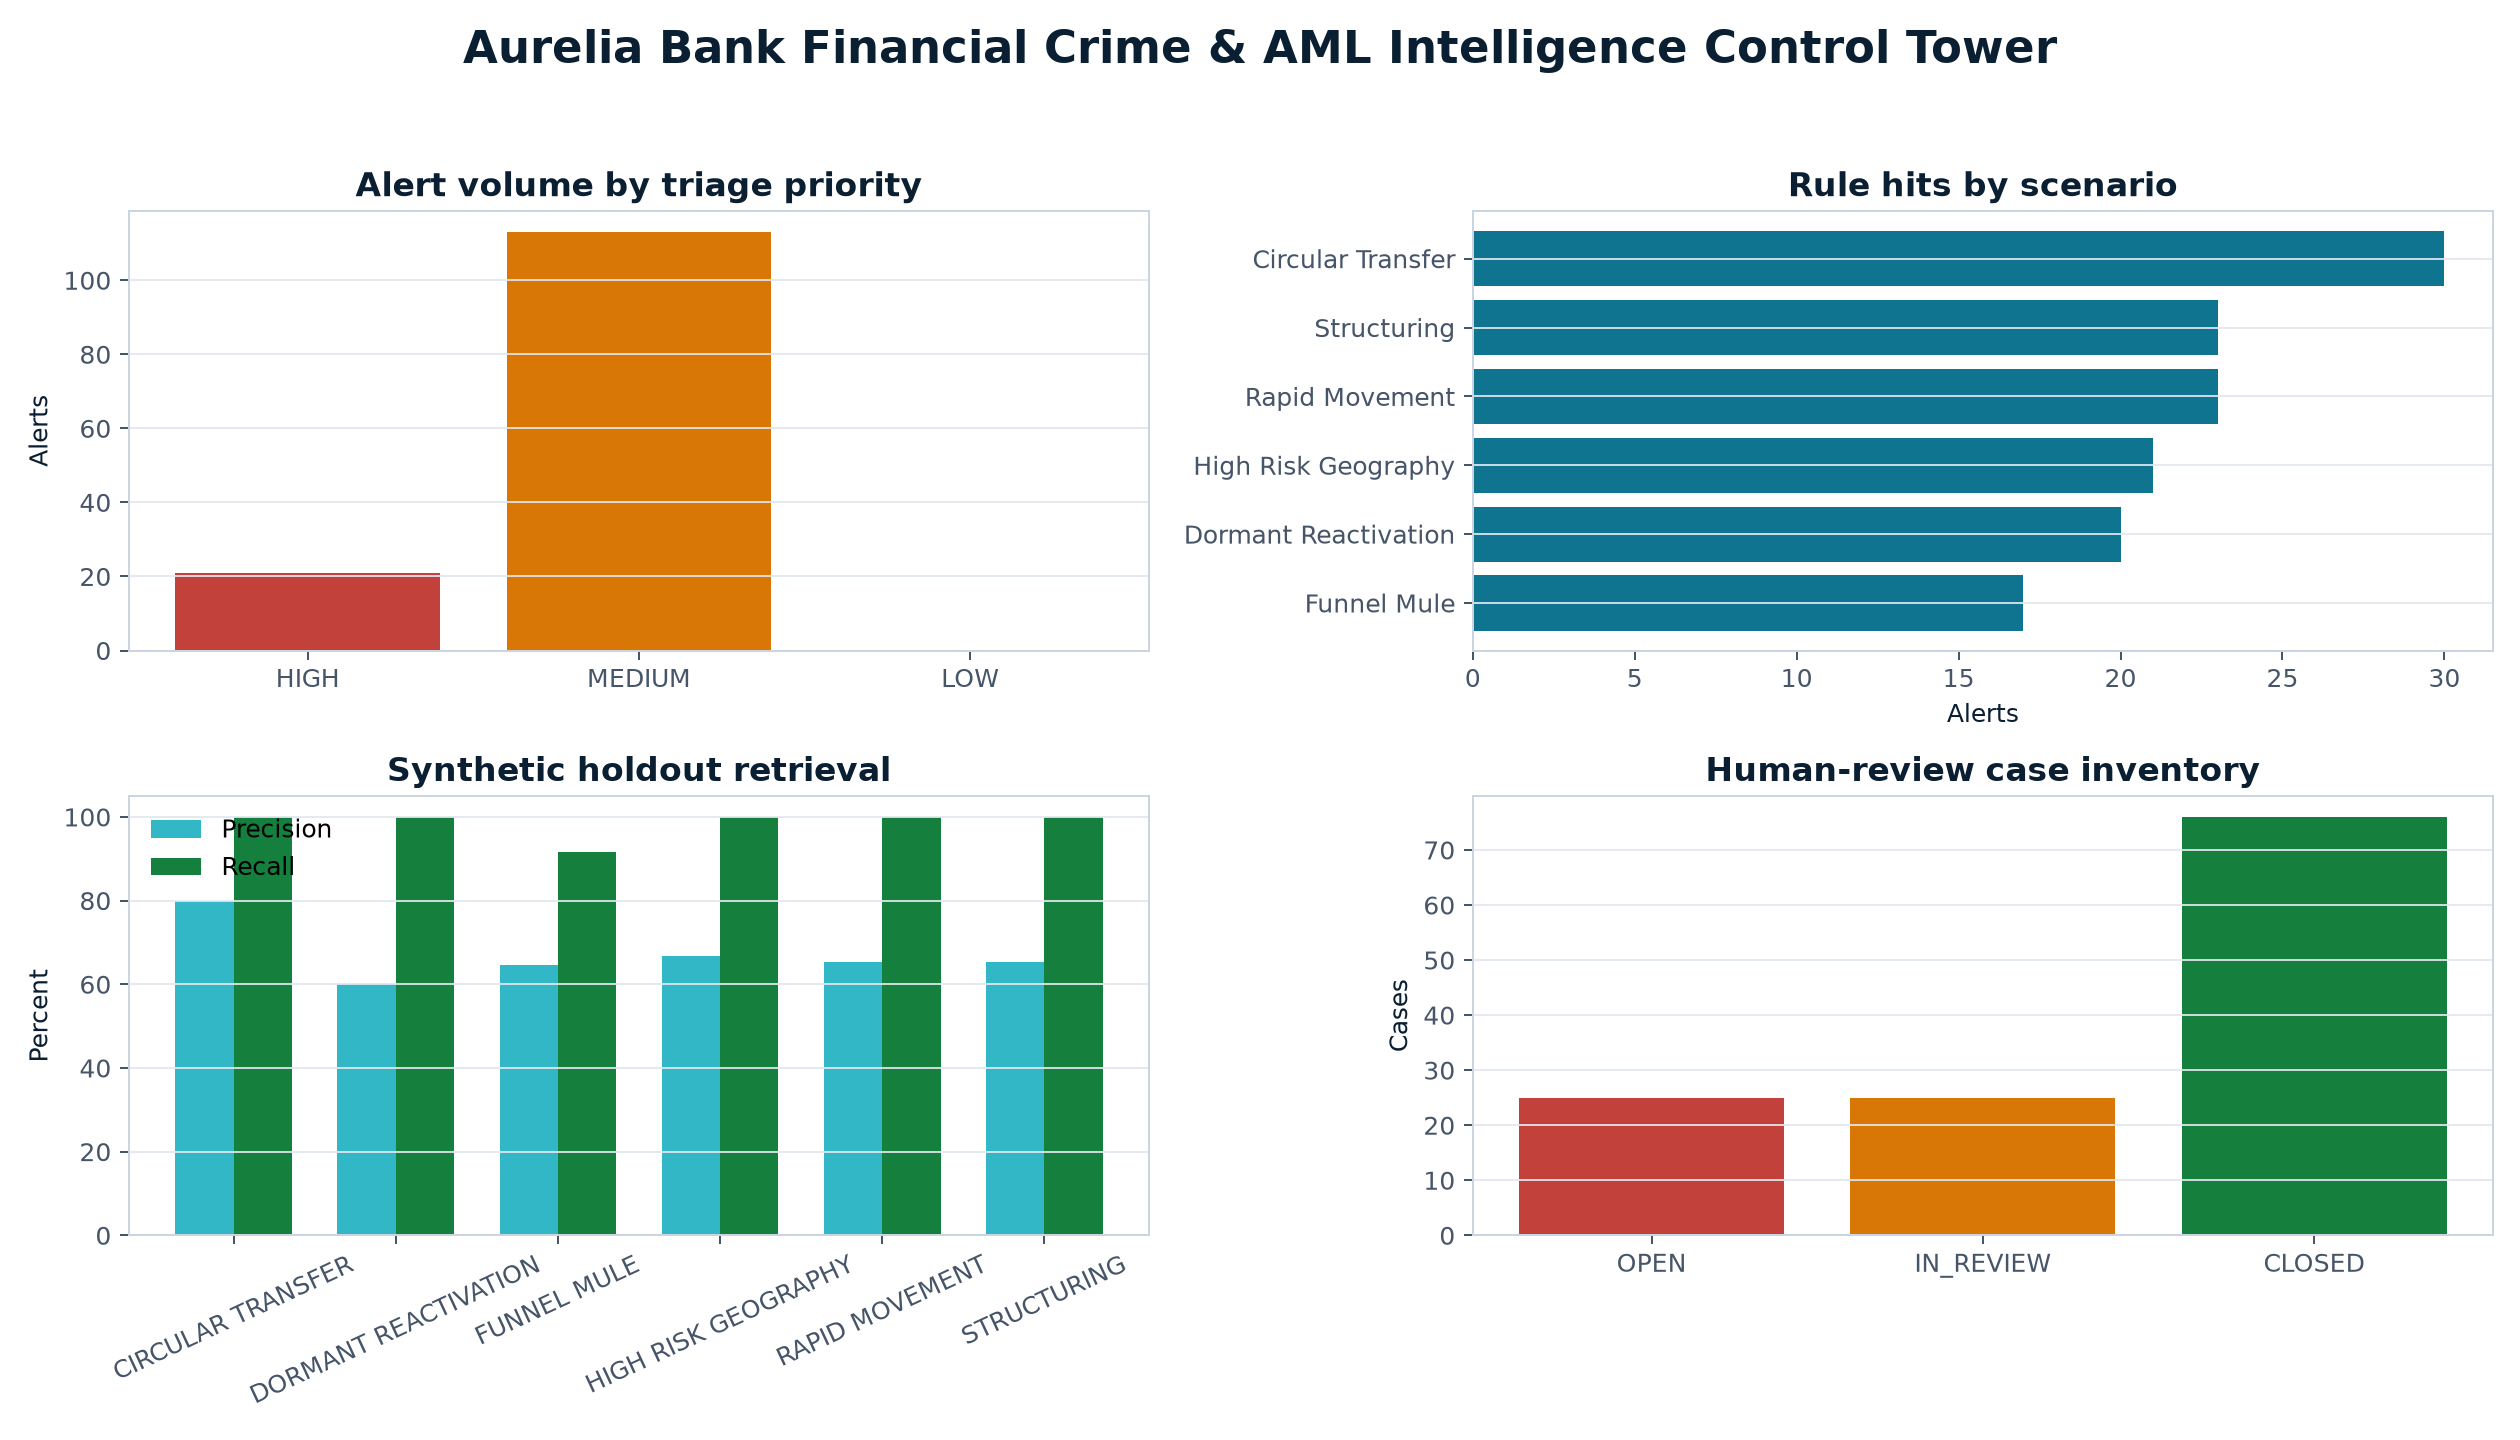 Aurelia Bank Financial Crime & AML Intelligence Control Tower
Alert volume by triage priority
Alerts
100
80
60
40
20
0
HIGH MEDIUM LOW
Rule hits by scenario
Circular Transfer
Structuring
Rapid Movement
High Risk Geography
Dormant Reactivation
Funnel Mule
0 5 10 15 20 25 30
Alerts
Synthetic holdout retrieval
Percent
100
80
60
40
20
0
Precision
Recall
CIRCULAR TRANSFER
DORMANT REACTIVATION
FUNNEL MULE
HIGH RISK GEOGRAPHY
RAPID MOVEMENT
STRUCTURING
Human-review case inventory
Cases
70
60
50
40
30
20
10
0
OPEN IN_REVIEW CLOSED